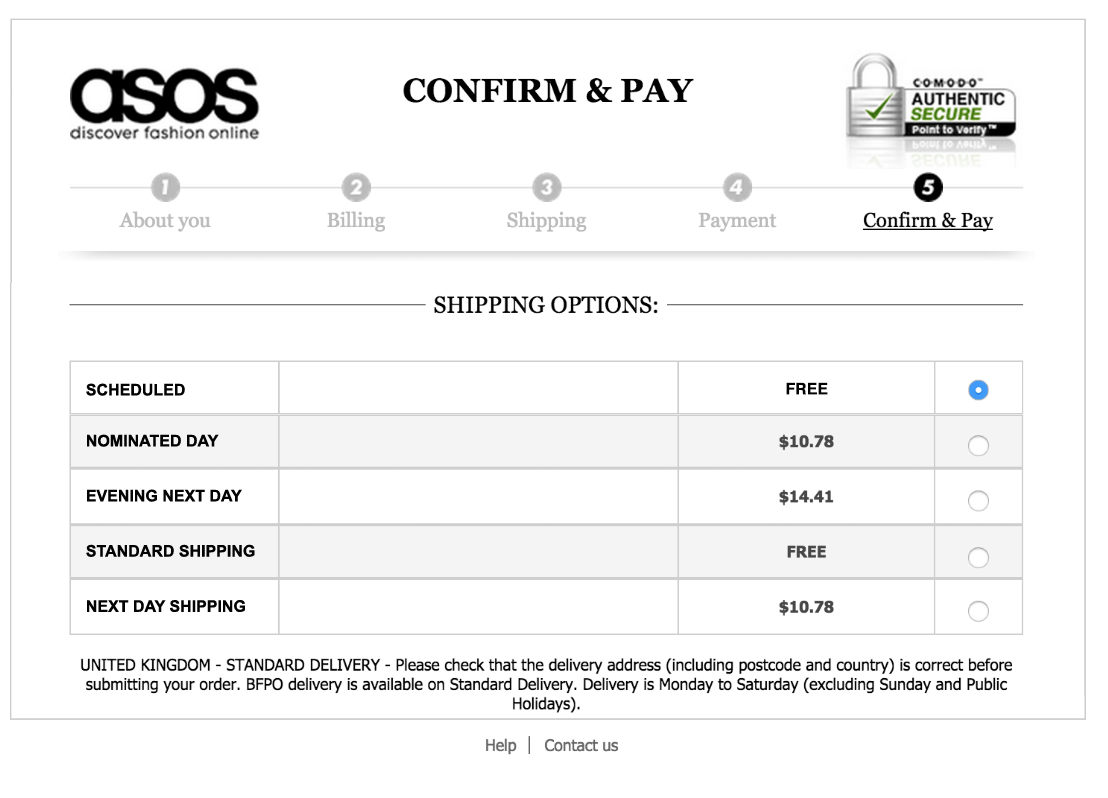 asos
discover fashion online
CONFIRM & PAY
C·O·M·O·D·O™
AUTHENTIC
SECURE
Point to Verify™
1
2
3
4
5
About you
Billing
Shipping
Payment
Confirm & Pay
SHIPPING OPTIONS:
SCHEDULED FREE
NOMINATED DAY $10.78
EVENING NEXT DAY $14.41
STANDARD SHIPPING FREE
NEXT DAY SHIPPING $10.78
UNITED KINGDOM - STANDARD DELIVERY - Please check that the delivery address (including postcode and country) is correct before
submitting your order. BFPO delivery is available on Standard Delivery. Delivery is Monday to Saturday (excluding Sunday and Public
Holidays).
Help | Contact us